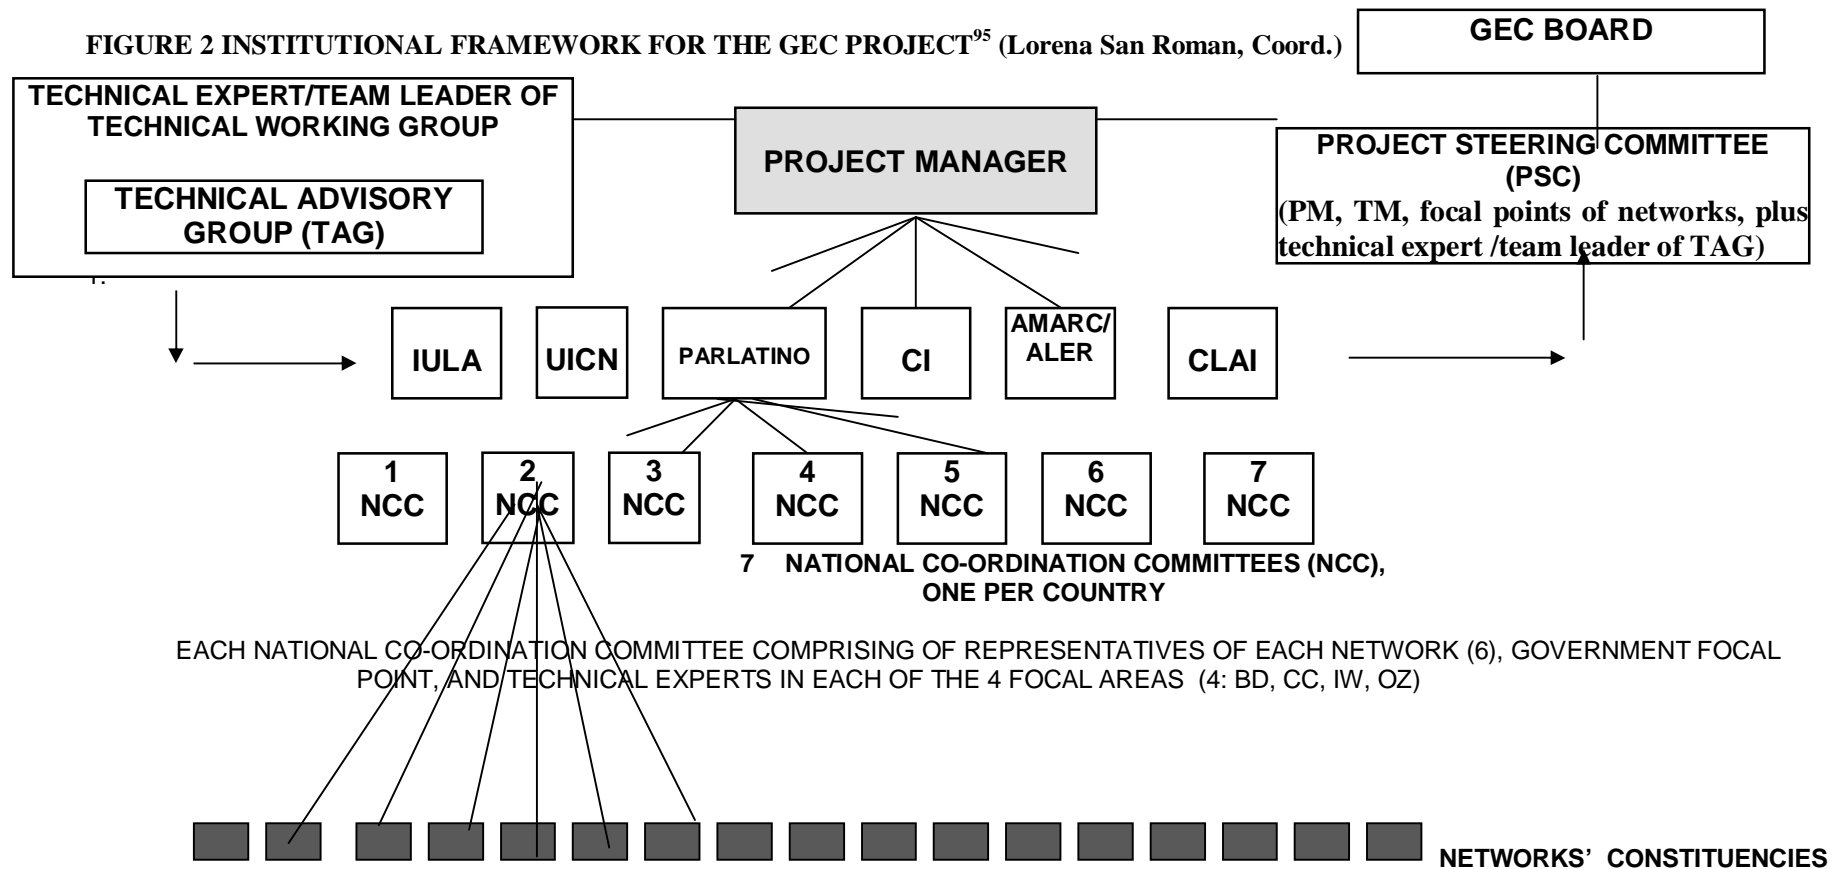 FIGURE 2 INSTITUTIONAL FRAMEWORK FOR THE GEC PROJECT95 (Lorena San Roman, Coord.)
GEC BOARD
TECHNICAL EXPERT/TEAM LEADER OF
TECHNICAL WORKING GROUP
TECHNICAL ADVISORY
GROUP (TAG)
PROJECT MANAGER
PROJECT STEERING COMMITTEE
(PSC)
(PM, TM, focal points of networks, plus
technical expert /team leader of TAG)
IULA
UICN
PARLATINO
CI
AMARC/
ALER
CLAI
1
NCC
2
NCC
3
NCC
4
NCC
5
NCC
6
NCC
7
NCC
7 NATIONAL CO-ORDINATION COMMITTEES (NCC),
ONE PER COUNTRY
EACH NATIONAL CO-ORDINATION COMMITTEE COMPRISING OF REPRESENTATIVES OF EACH NETWORK (6), GOVERNMENT FOCAL
POINT, AND TECHNICAL EXPERTS IN EACH OF THE 4 FOCAL AREAS (4: BD, CC, IW, OZ)
NETWORKS' CONSTITUENCIES